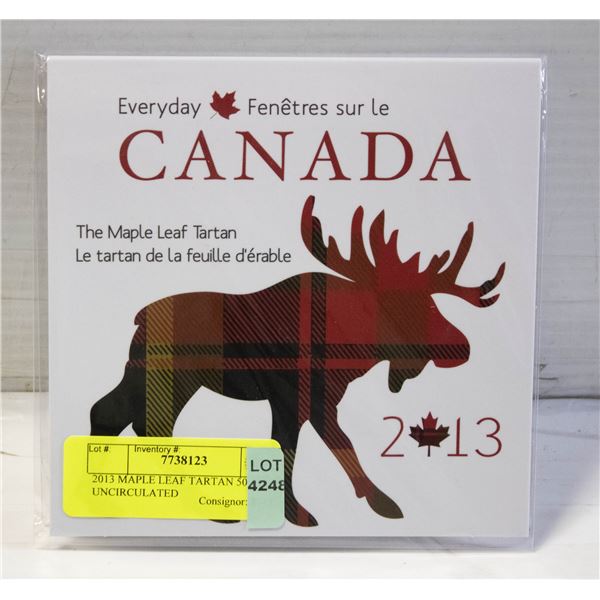 Everyday Fenêtres sur le
CANADA
The Maple Leaf Tartan
Le tartan de la feuille d'érable
2013
Lot #: Inventory #:
7738123
LOT
4248
2013 MAPLE LEAF TARTAN 50
UNCIRCULATED
Consignor: